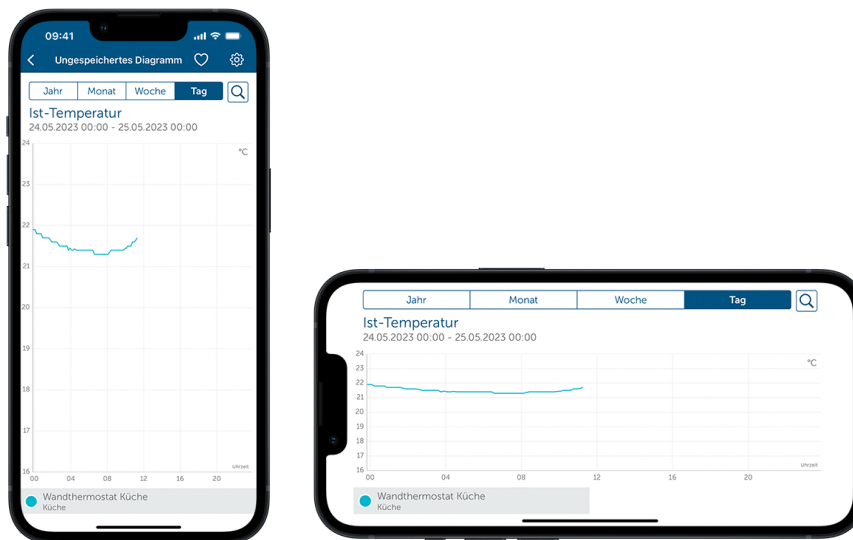 09:41
Ungespeichertes Diagramm
Jahr Monat Woche Tag
Ist-Temperatur
24.05.2023 00:00 - 25.05.2023 00:00
24
°C
23
22
21
20
19
18
17
16
Uhrzeit
00 04 08 12 16 20
Wandthermostat Küche
Küche
Jahr Monat Woche Tag
Ist-Temperatur
24.05.2023 00:00 - 25.05.2023 00:00
24
°C
23
22
21
20
19
18
17
16
Uhrzeit
00 04 08 12 16 20
Wandthermostat Küche
Küche